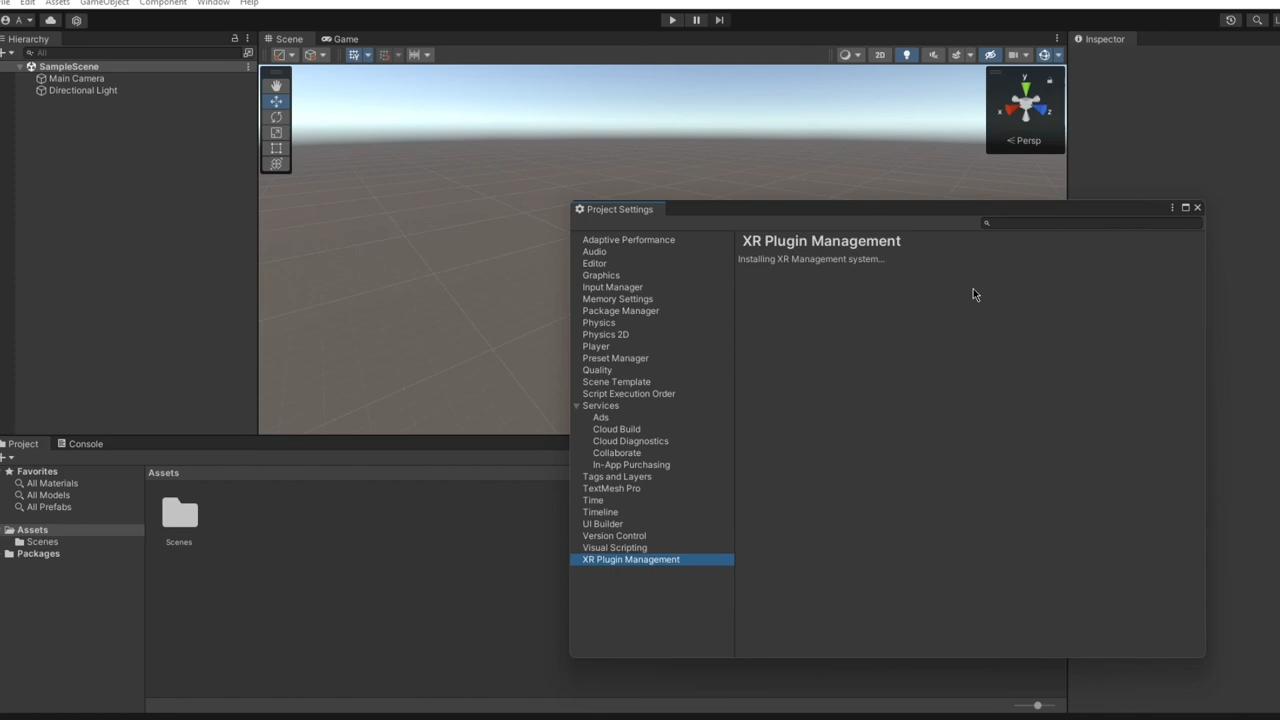 Edit Assets GameObject Component Window Help
A
Hierarchy
All
SampleScene
Main Camera
Directional Light
Scene
Game
2D
y
x
z
< Persp
Inspector
Project Settings
Adaptive Performance
Audio
Editor
Graphics
Input Manager
Memory Settings
Package Manager
Physics
Physics 2D
Player
Preset Manager
Quality
Scene Template
Script Execution Order
Services
Ads
Cloud Build
Cloud Diagnostics
Collaborate
In-App Purchasing
Tags and Layers
TextMesh Pro
Time
Timeline
UI Builder
Version Control
Visual Scripting
XR Plugin Management
XR Plugin Management
Installing XR Management system...
Project
Console
Favorites
All Materials
All Models
All Prefabs
Assets
Scenes
Packages
Assets
Scenes